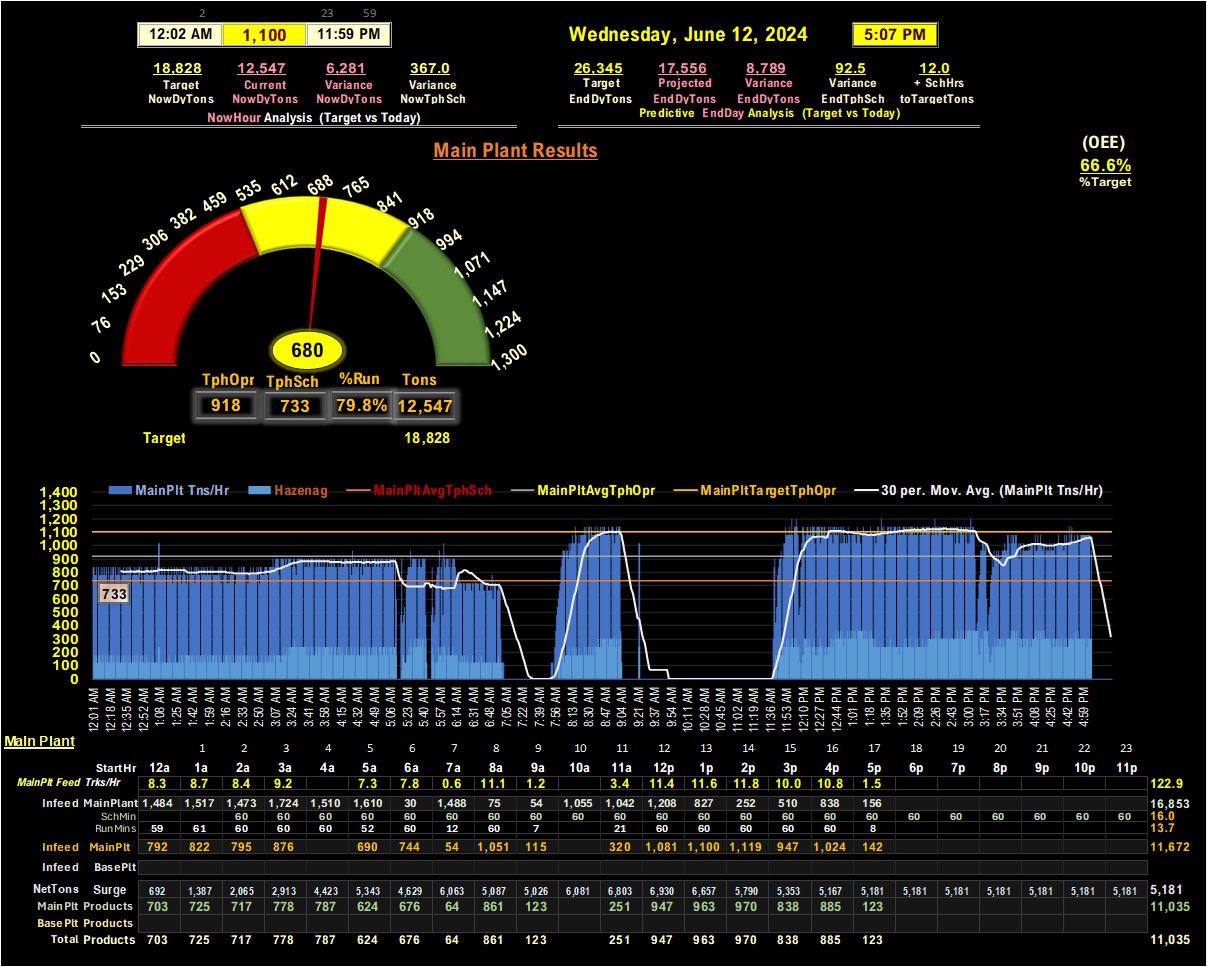 2 23 59
12:02 AM 1,100 11:59 PM
Wednesday, June 12, 2024 5:07 PM
18,828 12,547 6,281 367.0
Target Current Variance Variance
NowDyTons NowDyTons NowDyTons NowTphSch
NowHour Analysis (Target vs Today)
26,345 17,556 8,789 92.5 12.0
Target Projected Variance Variance + SchHrs
EndDyTons EndDyTons EndDyTons EndTphSch toTargetTons
Predictive EndDay Analysis (Target vs Today)
Main Plant Results
(OEE)
66.6%
%Target
0 76 153 229 306 382 459 535 612 688 765 841 918 994 1,071 1,147 1,224 1,300
680
TphOpr TphSch %Run Tons
918 733 79.8% 12,547
Target 18,828
MainPlt Tns/Hr Hazenag MainPltAvgTphSch MainPltAvgTphOpr MainPltTargetTphOpr 30 per. Mov. Avg. (MainPlt Tns/Hr)
1,400
1,300
1,200
1,100
1,000
900
800
700
600
500
400
300
200
100
0
733
12:01 AM 12:18 AM 12:35 AM 12:52 AM 1:08 AM 1:25 AM 1:42 AM 1:59 AM 2:16 AM 2:33 AM 2:50 AM 3:07 AM 3:24 AM 3:41 AM 3:58 AM 4:15 AM 4:32 AM 4:49 AM 6:06 AM 6:23 AM 5:40 AM 5:57 AM 6:14 AM 6:31 AM 6:48 AM 7:05 AM 7:22 AM 7:39 AM 7:56 AM 8:13 AM 8:30 AM 8:47 AM 9:04 AM 9:21 AM 9:37 AM 9:54 AM 10:11 AM 10:28 AM 10:45 AM 11:02 AM 11:19 AM 11:36 AM 11:53 AM 12:10 PM 12:27 PM 12:44 PM 1:01 PM 1:18 PM 1:35 PM 1:52 PM 2:09 PM 2:26 PM 2:43 PM 3:00 PM 3:17 PM 3:34 PM 3:51 PM 4:08 PM 4:25 PM 4:42 PM 4:59 PM
Main Plant
1 2 3 4 5 6 7 8 9 10 11 12 13 14 15 16 17 18 19 20 21 22 23
StartHr 12a 1a 2a 3a 4a 5a 6a 7a 8a 9a 10a 11a 12p 1p 2p 3p 4p 5p 6p 7p 8p 9p 10p 11p
MainPlt Feed Trks/Hr 8.3 8.7 8.4 9.2 7.3 7.8 0.6 11.1 1.2 3.4 11.4 11.6 11.8 10.0 10.8 1.5 122.9
Infeed MainPlant 1,484 1,517 1,473 1,724 1,510 1,610 30 1,488 75 54 1,055 1,042 1,208 827 252 510 838 156 16,853
SchMin 60 60 60 60 60 60 60 60 60 60 60 60 60 60 60 60 60 60 60 60 60 60 16.0
RunMins 59 61 60 60 60 52 60 12 60 7 21 60 60 60 60 60 8 13.7
Infeed MainPlt 792 822 795 876 690 744 54 1,051 115 320 1,081 1,100 1,119 947 1,024 142 11,672
Infeed BasePlt
NetTons Surge 692 1,387 2,065 2,913 4,423 5,343 4,629 6,063 5,087 5,026 6,081 6,803 6,930 6,657 5,790 5,353 5,167 5,181 5,181 5,181 5,181 5,181 5,181 5,181 5,181
MainPlt Products 703 725 717 778 787 624 676 64 861 123 251 947 963 970 838 885 123 11,035
BasePlt Products
Total Products 703 725 717 778 787 624 676 64 861 123 251 947 963 970 838 885 123 11,035